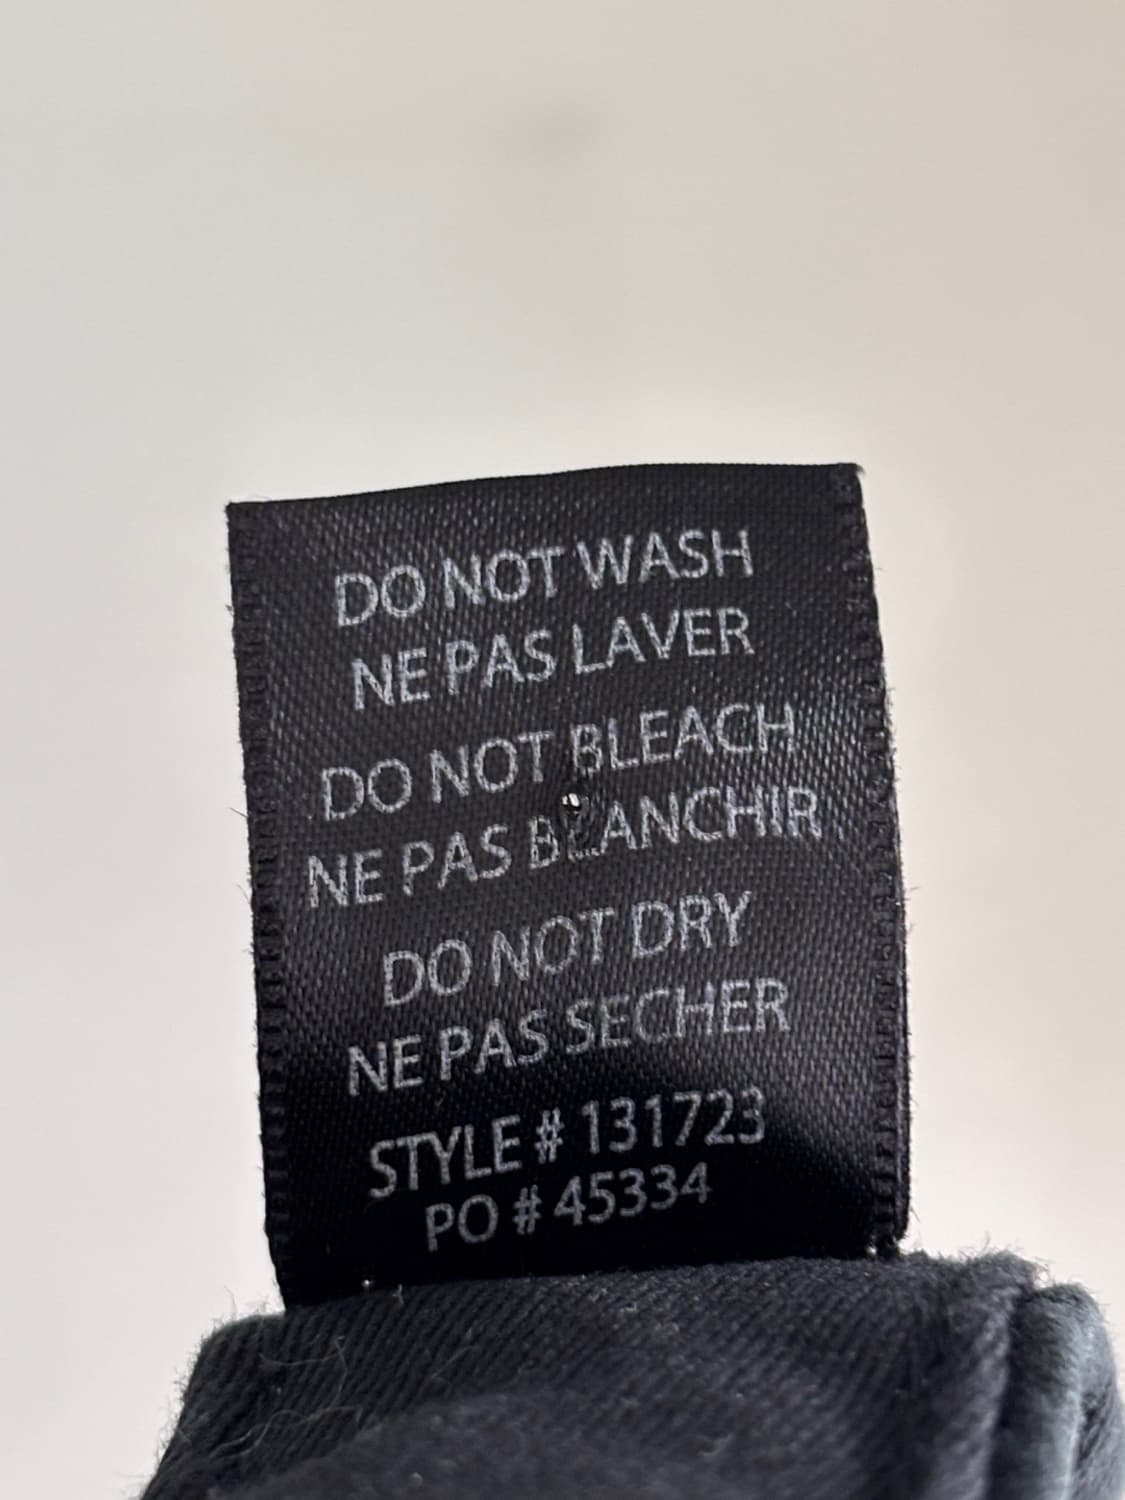 DO NOT WASH
NE PAS LAVER
DO NOT BLEACH
NE PAS BLANCHIR
DO NOT DRY
NE PAS SECHER
STYLE # 131723
PO # 45334